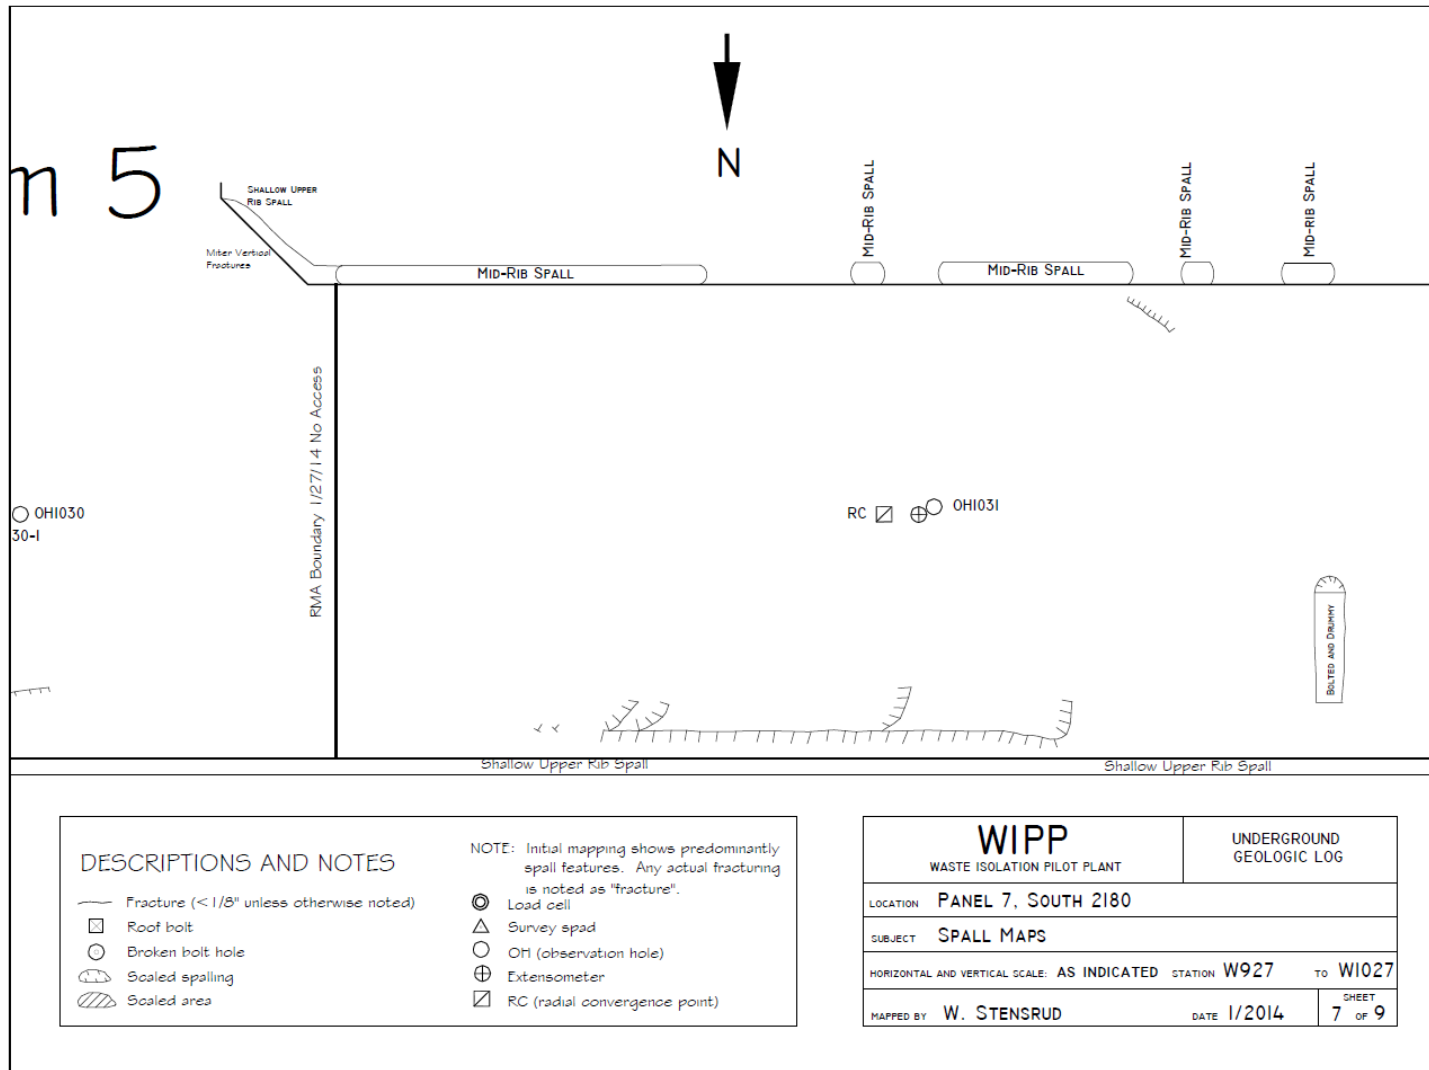 N
m 5
SHALLOW UPPER
RIB SPALL
Miter Vertical
Fractures
MID-RIB SPALL
MID-RIB SPALL
MID-RIB SPALL
MID-RIB SPALL
MID-RIB SPALL
RMA Boundary 1/27/14 No Access
OH1030
30-1
RC
OH1031
BOLTED AND DRUMMY
Shallow Upper Rib Spall
Shallow Upper Rib Spall
DESCRIPTIONS AND NOTES
Fracture (<1/8" unless otherwise noted)
Roof bolt
Broken bolt hole
Scaled spalling
Scaled area
NOTE: Initial mapping shows predominantly
spall features. Any actual fracturing
is noted as "fracture".
Load cell
Survey spad
OH (observation hole)
Extensometer
RC (radial convergence point)
WIPP
WASTE ISOLATION PILOT PLANT
UNDERGROUND
GEOLOGIC LOG
LOCATION PANEL 7, SOUTH 2180
SUBJECT SPALL MAPS
HORIZONTAL AND VERTICAL SCALE: AS INDICATED STATION W927 TO W1027
MAPPED BY W. STENSRUD DATE 1/2014
SHEET
7 OF 9